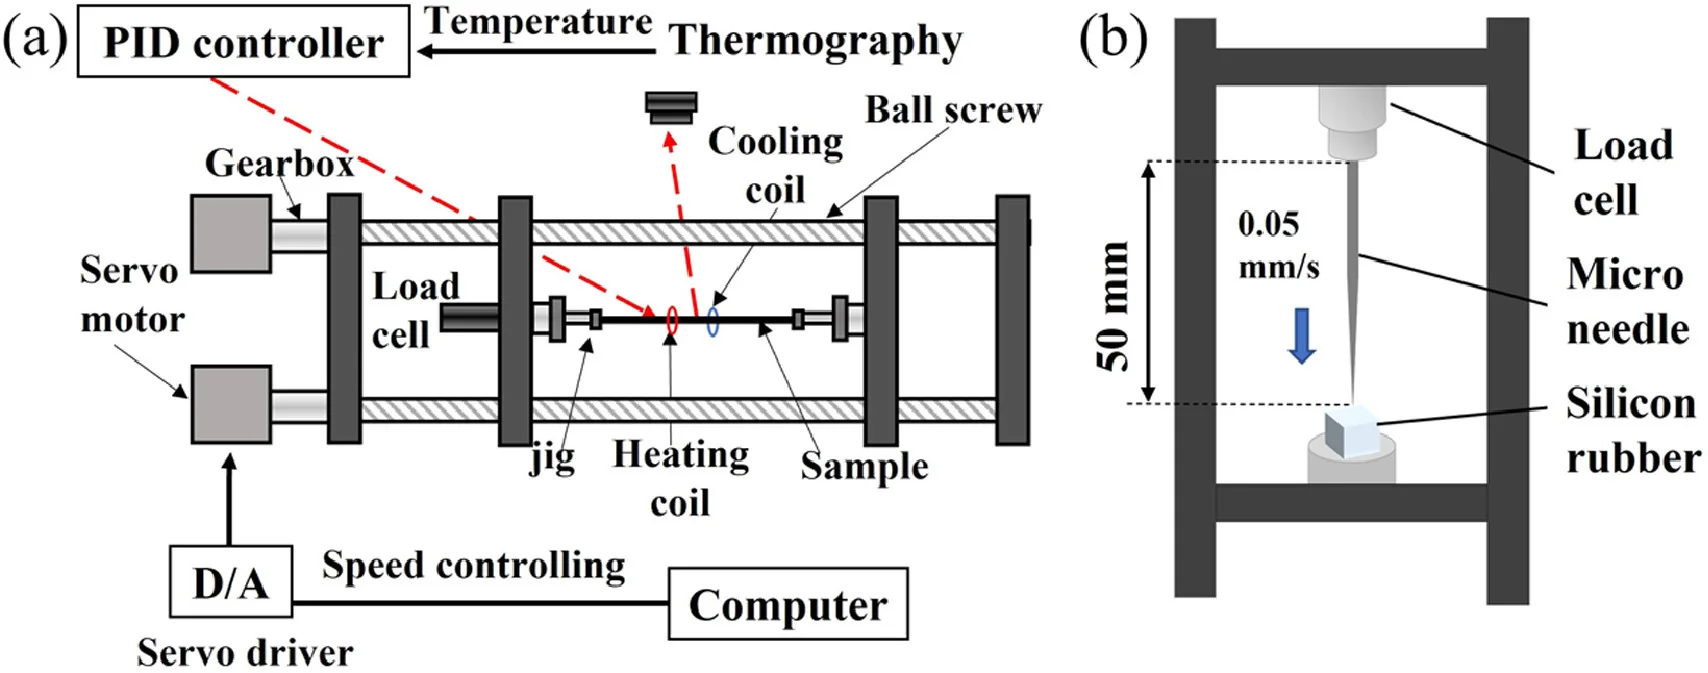 (a)
PID controller
Temperature
Thermography
Ball screw
Cooling
coil
Gearbox
Servo
motor
Load
cell
jig
Heating
coil
Sample
D/A
Speed controlling
Computer
Servo driver
(b)
Load
cell
0.05
mm/s
50 mm
Micro
needle
Silicon
rubber